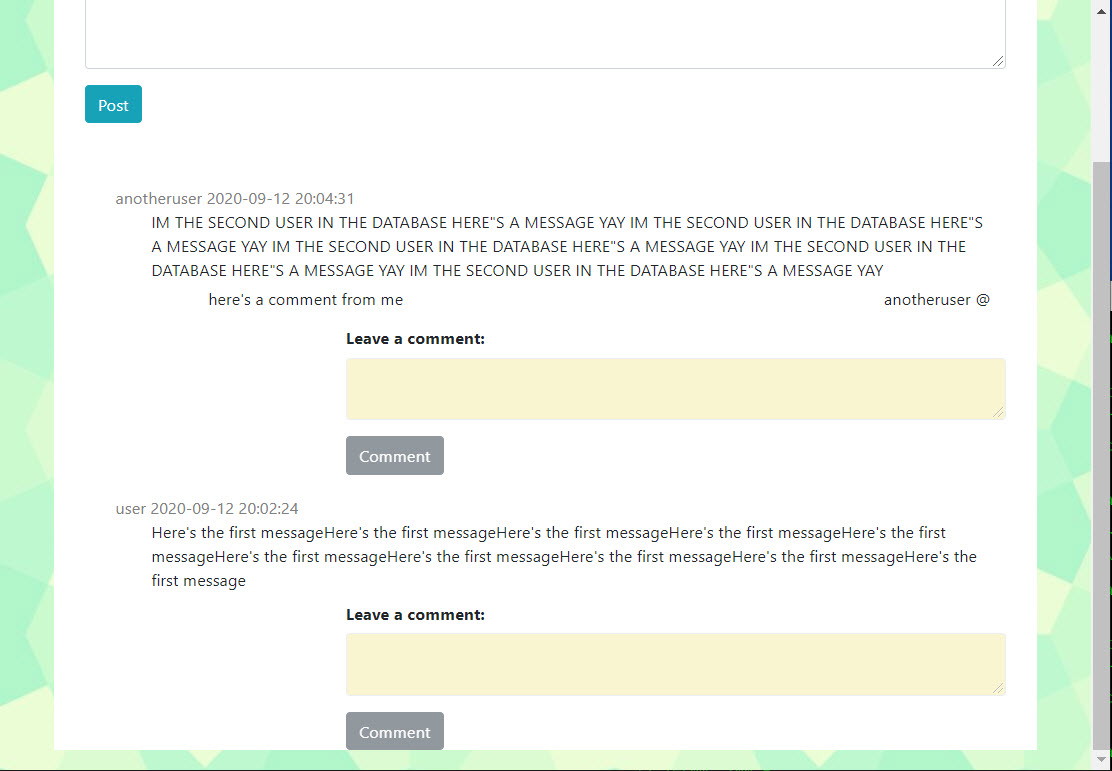 Post
anotheruser 2020-09-12 20:04:31
IM THE SECOND USER IN THE DATABASE HERE"S A MESSAGE YAY IM THE SECOND USER IN THE DATABASE HERE"S
A MESSAGE YAY IM THE SECOND USER IN THE DATABASE HERE"S A MESSAGE YAY IM THE SECOND USER IN THE
DATABASE HERE"S A MESSAGE YAY IM THE SECOND USER IN THE DATABASE HERE"S A MESSAGE YAY
here's a comment from me anotheruser @
Leave a comment:
Comment
user 2020-09-12 20:02:24
Here's the first messageHere's the first messageHere's the first messageHere's the first messageHere's the first
messageHere's the first messageHere's the first messageHere's the first messageHere's the first messageHere's the
first message
Leave a comment:
Comment